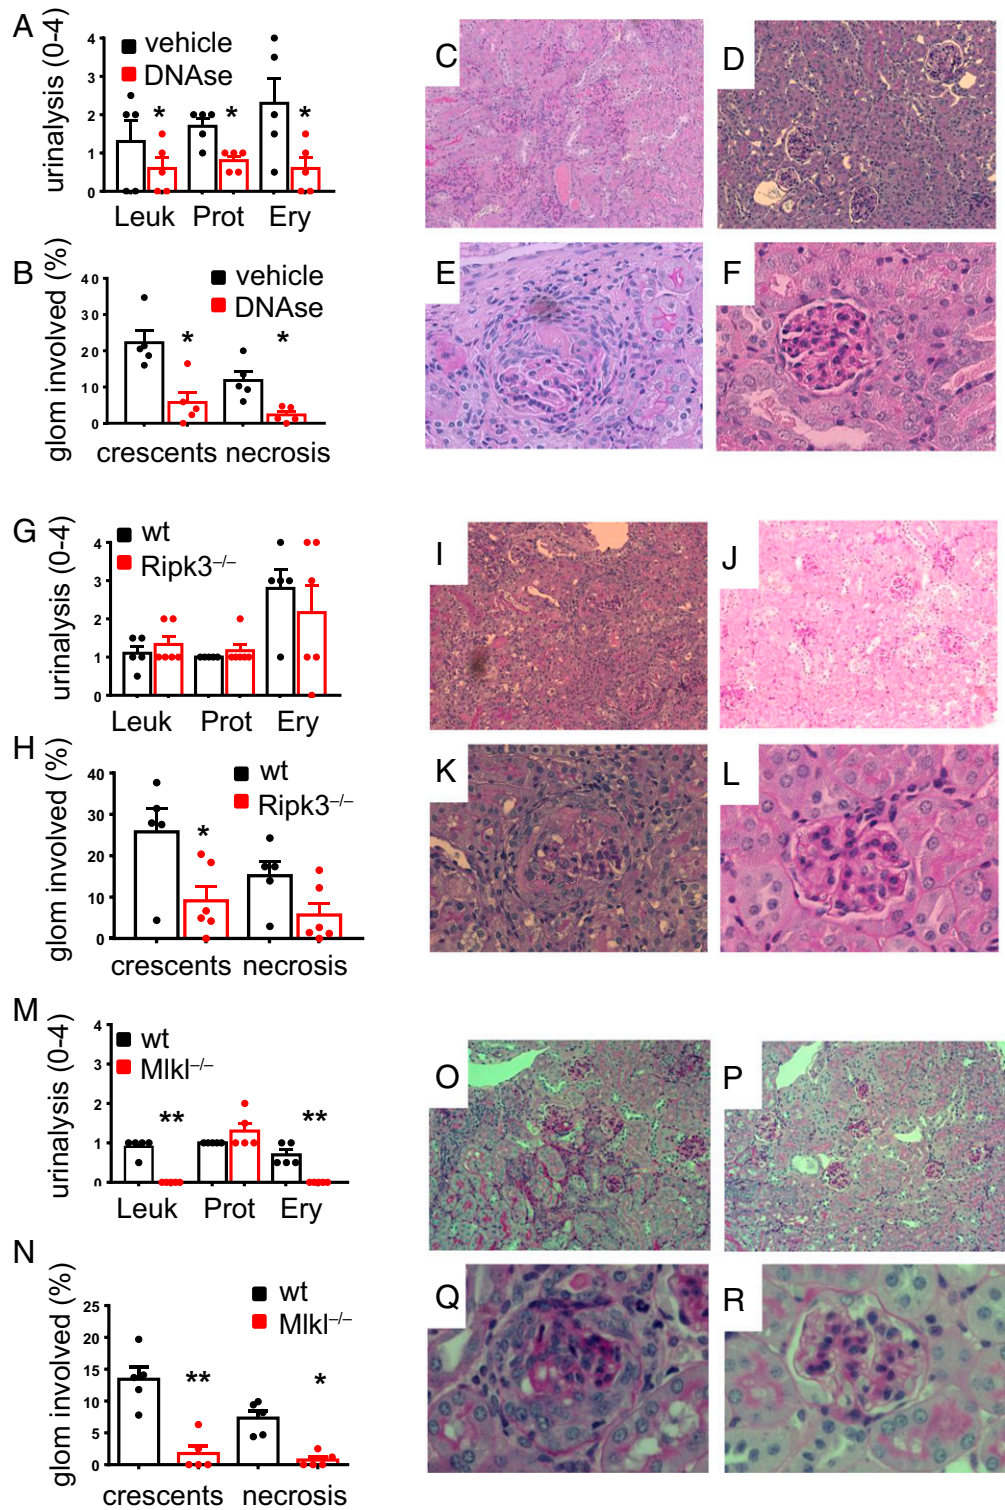 A
urinalysis (0-4)
4
3
2
1
0
vehicle
DNAse
*
*
*
Leuk
Prot
Ery
B
glom involved (%)
40
30
20
10
0
vehicle
DNAse
*
*
crescents
necrosis
C
D
E
F
G
urinalysis (0-4)
4
3
2
1
0
wt
Ripk3–/–
Leuk
Prot
Ery
H
glom involved (%)
40
30
20
10
0
wt
Ripk3–/–
*
crescents
necrosis
I
J
K
L
M
urinalysis (0-4)
4
3
2
1
0
wt
Mlkl–/–
**
**
Leuk
Prot
Ery
N
glom involved (%)
25
20
15
10
5
0
wt
Mlkl–/–
**
*
crescents
necrosis
O
P
Q
R